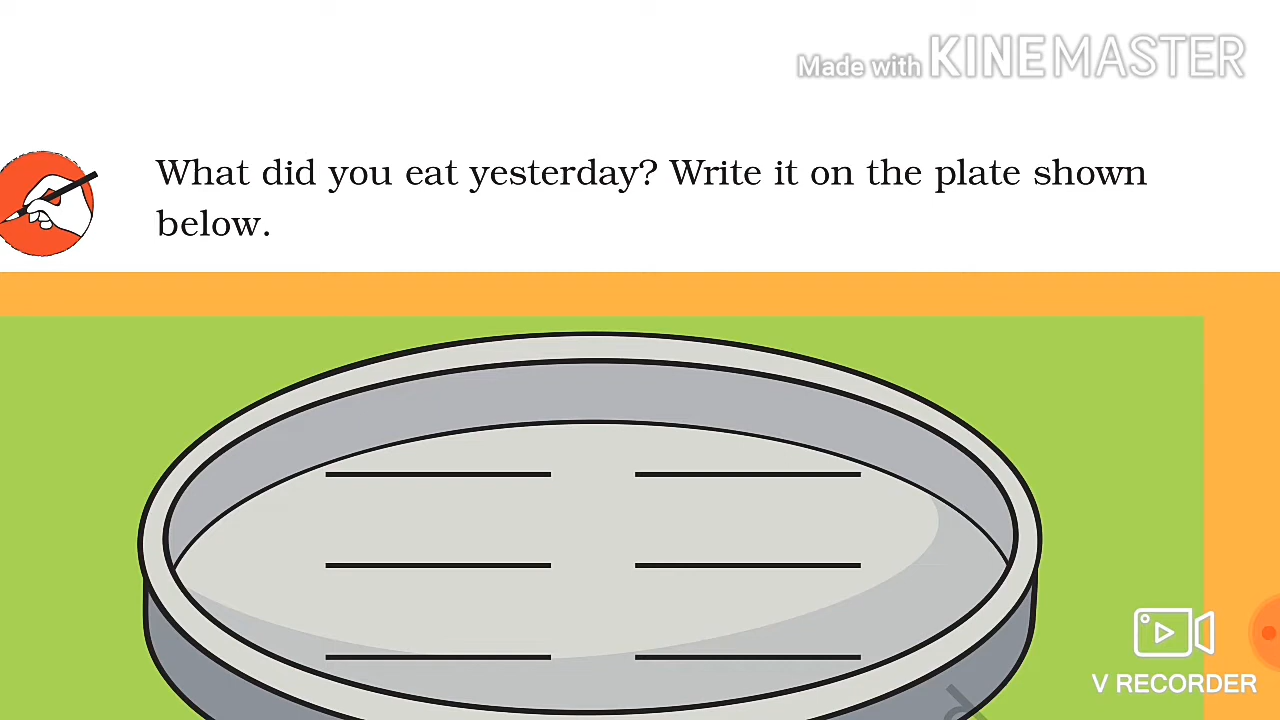 Made with KINEMASTER
What did you eat yesterday? Write it on the plate shown
below.
V RECORDER